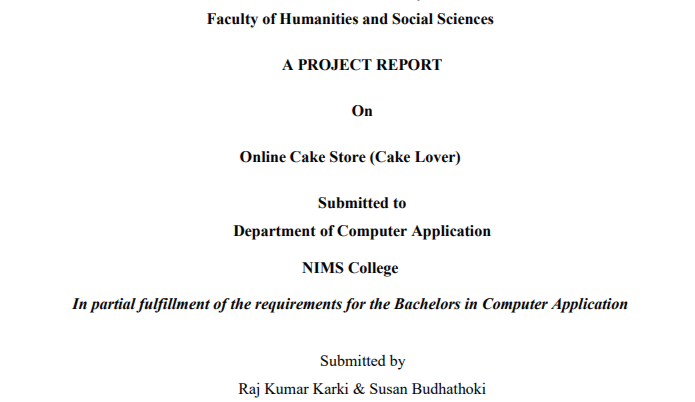 Faculty of Humanities and Social Sciences
A PROJECT REPORT
On
Online Cake Store (Cake Lover)
Submitted to
Department of Computer Application
NIMS College
In partial fulfillment of the requirements for the Bachelors in Computer Application
Submitted by
Raj Kumar Karki & Susan Budhathoki